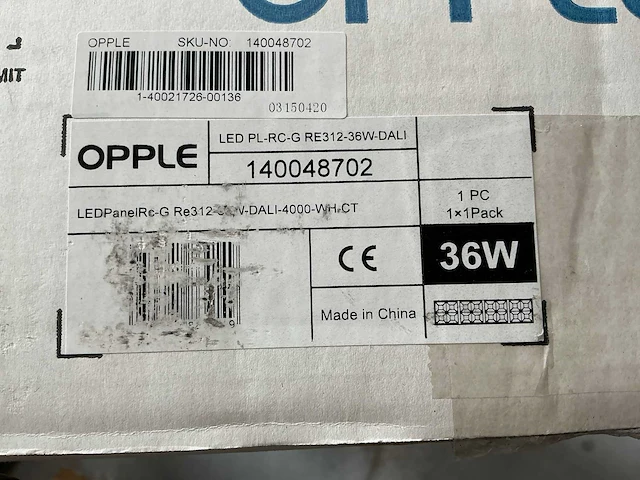 OPPLE SKU-NO: 140048702
1-40021726-00136
03150420
MIT
OPPLE
LED PL-RC-G RE312-36W-DALI
140048702
LEDPanelRc-G Re312- -DALI-4000-WH-CT
1 PC
1×1Pack
CE
36W
Made in China